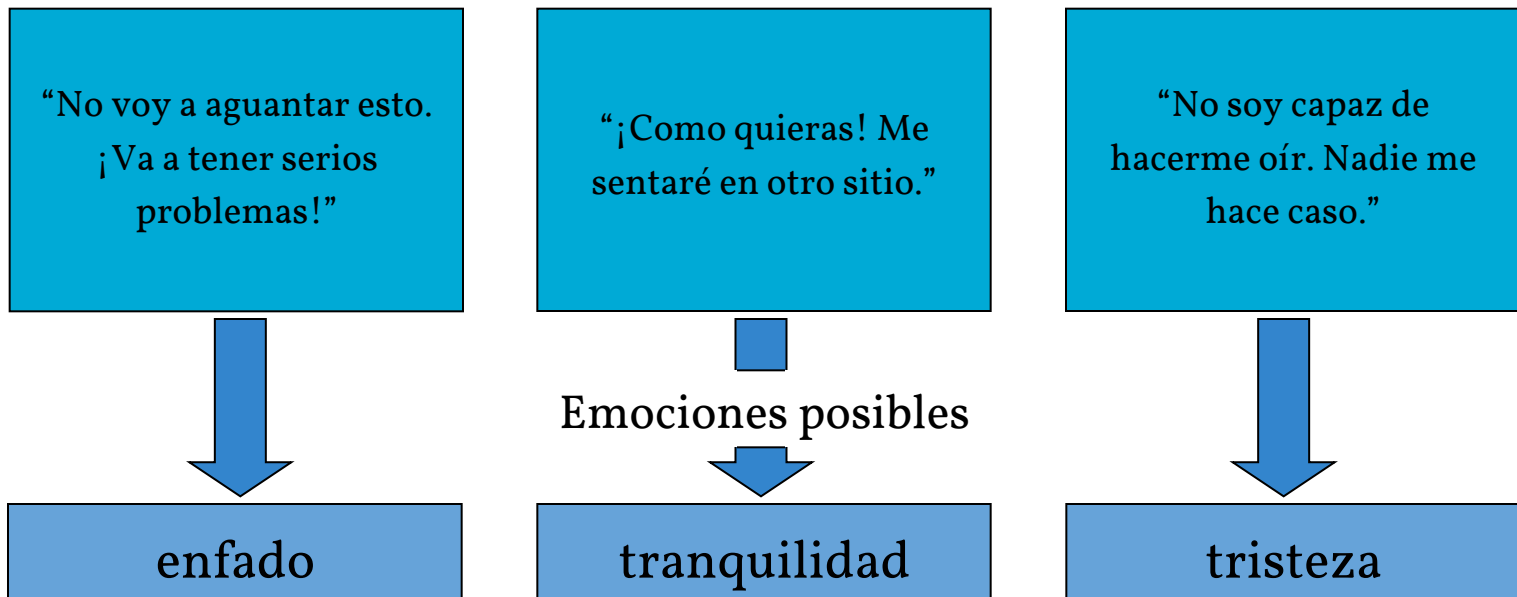 “No voy a aguantar esto.
¡Va a tener serios
problemas!”
“¡Como quieras! Me
sentaré en otro sitio.”
“No soy capaz de
hacerme oír. Nadie me
hace caso.”
Emociones posibles
enfado
tranquilidad
tristeza